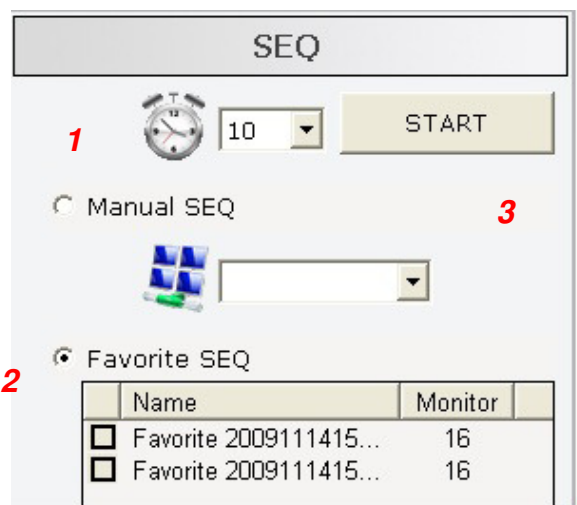 SEQ
1 10 START
Manual SEQ 3
2 Favorite SEQ
Name Monitor
Favorite 2009111415... 16
Favorite 2009111415... 16